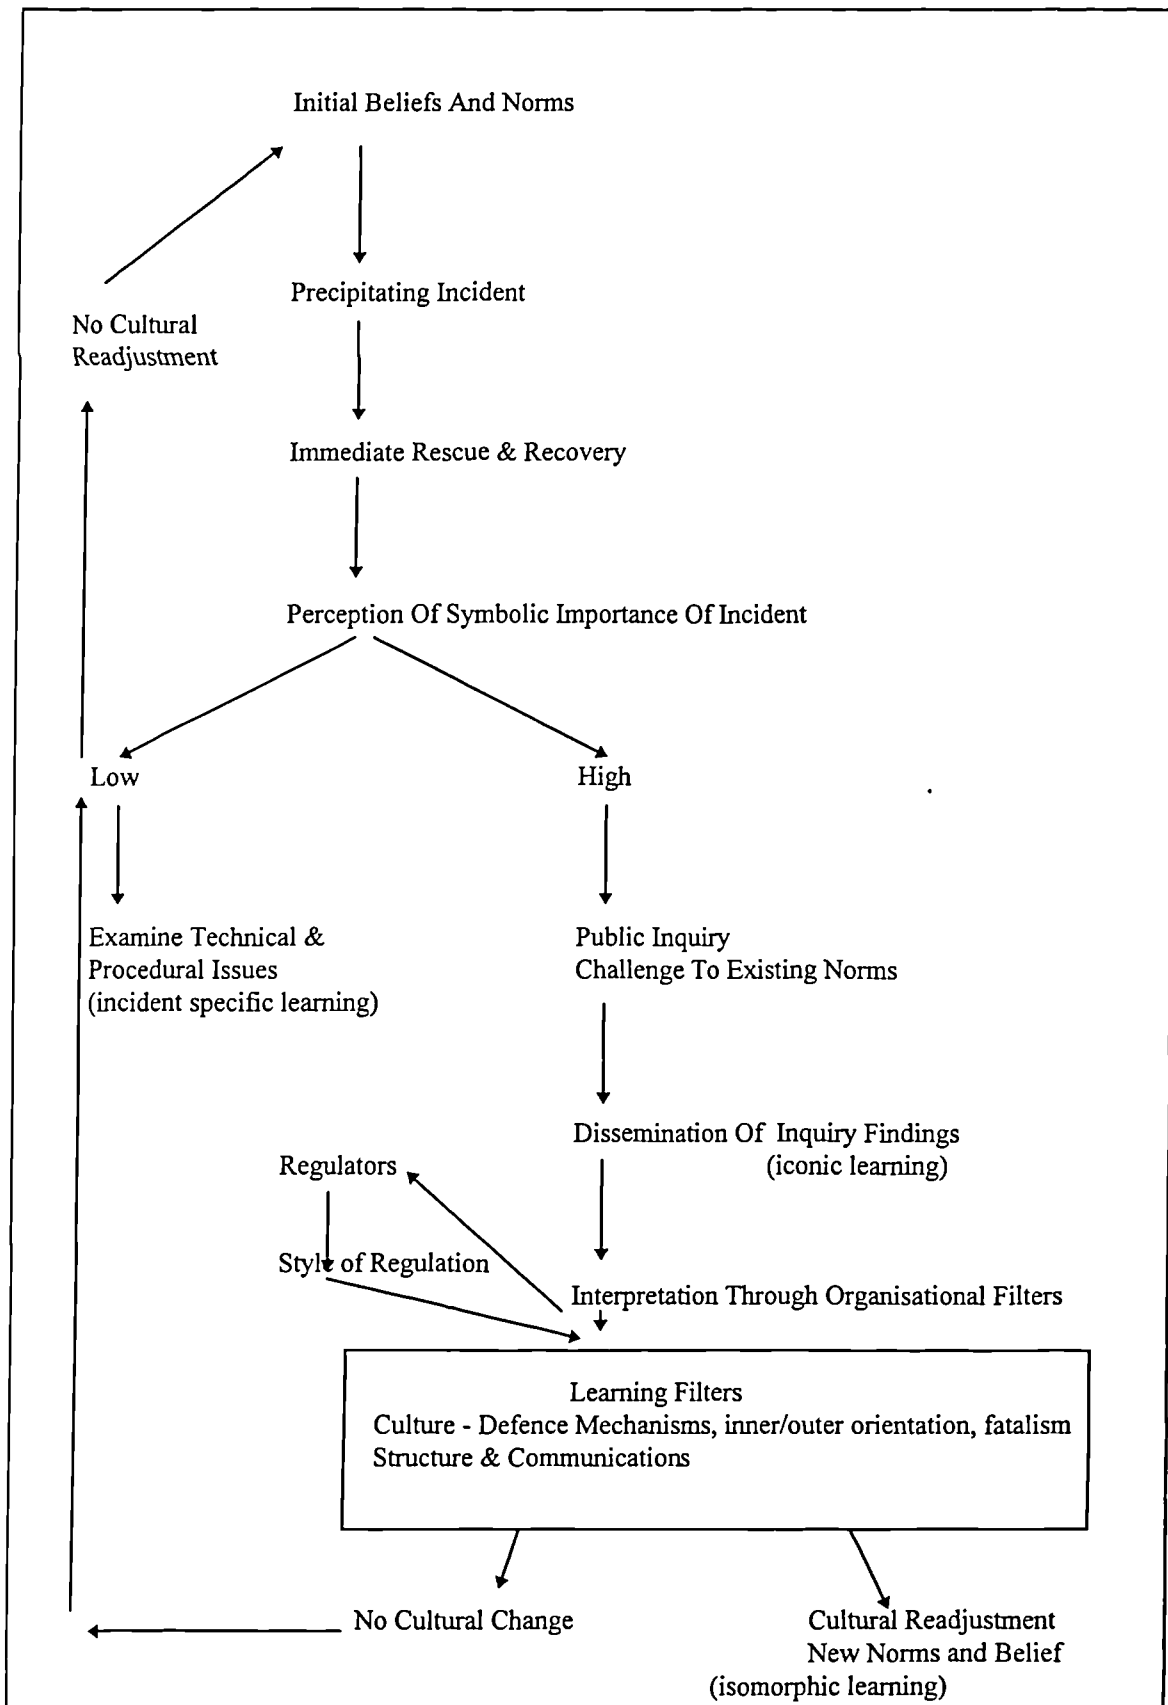 Initial Beliefs And Norms
Precipitating Incident
No Cultural
Readjustment
Immediate Rescue & Recovery
Perception Of Symbolic Importance Of Incident
Low
High
Examine Technical &
Procedural Issues
(incident specific learning)
Public Inquiry
Challenge To Existing Norms
Dissemination Of Inquiry Findings
(iconic learning)
Regulators
Style of Regulation
Interpretation Through Organisational Filters
Learning Filters
Culture - Defence Mechanisms, inner/outer orientation, fatalism
Structure & Communications
No Cultural Change
Cultural Readjustment
New Norms and Belief
(isomorphic learning)